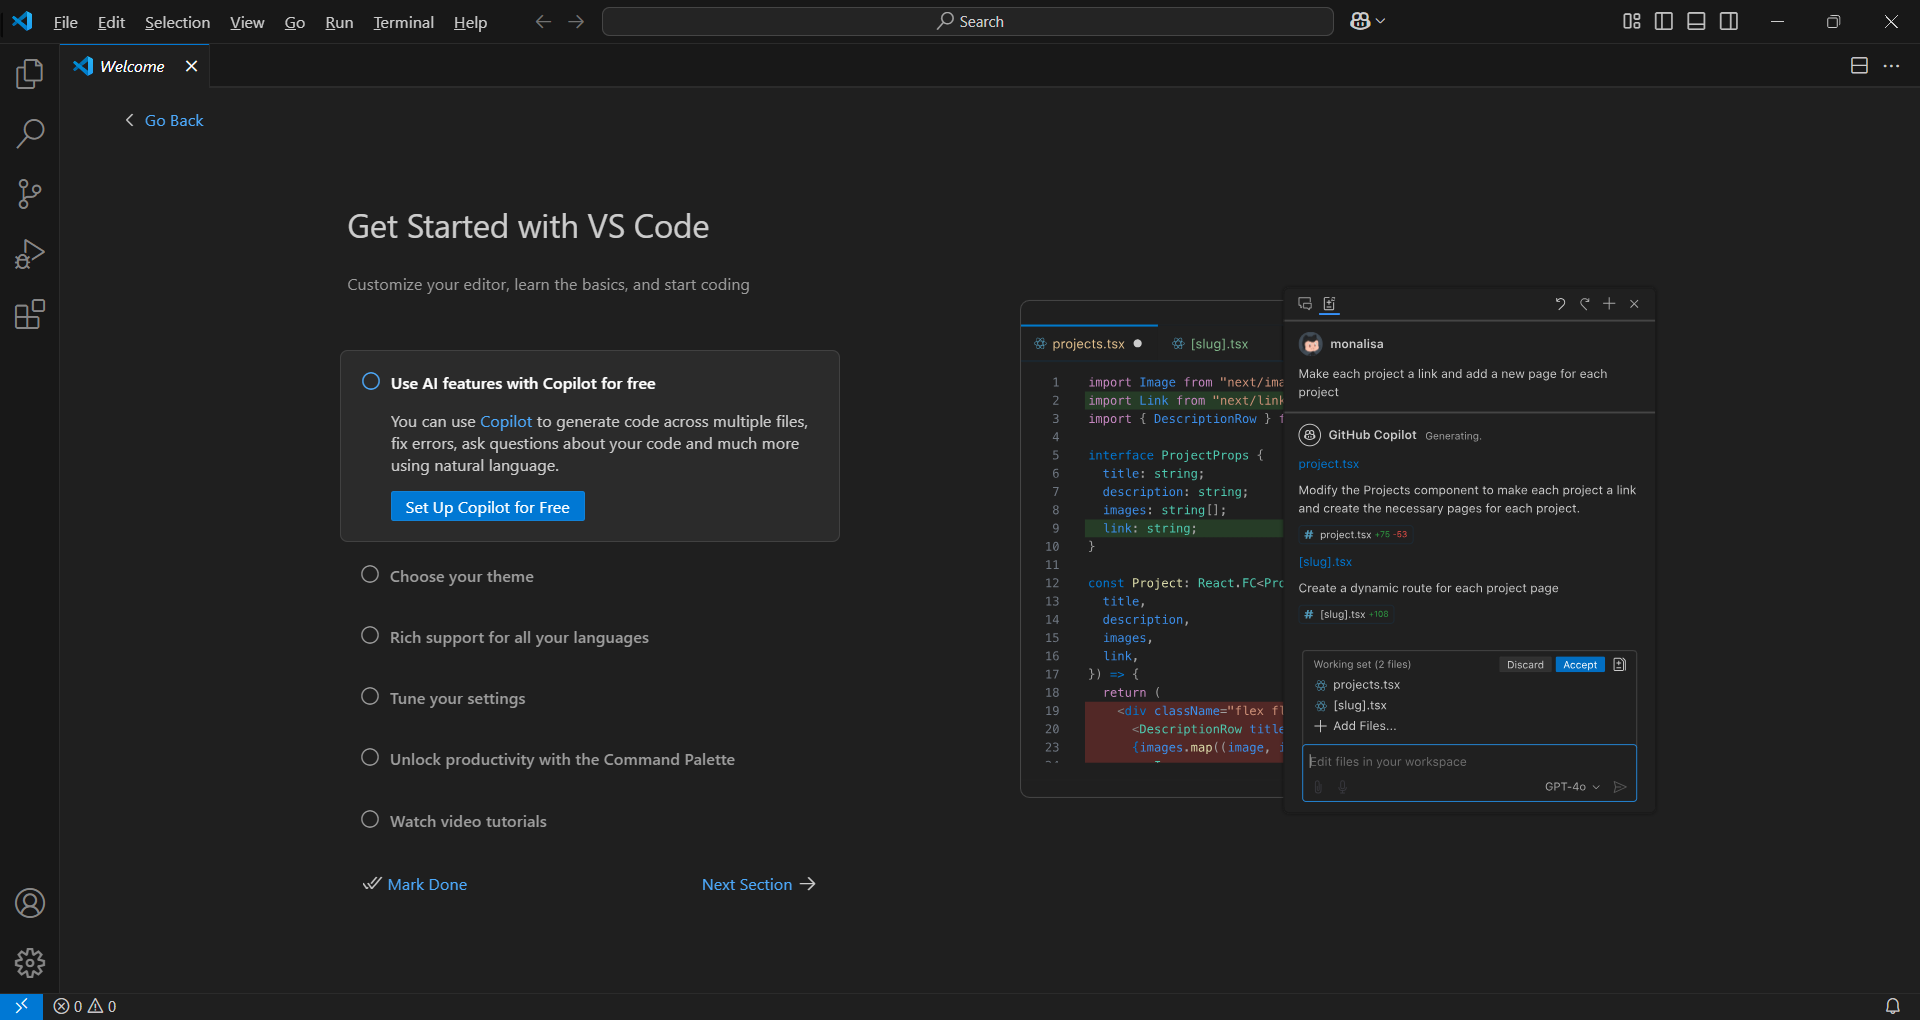 File Edit Selection View Go Run Terminal Help
Search
Welcome
Go Back
Get Started with VS Code
Customize your editor, learn the basics, and start coding
Use AI features with Copilot for free
You can use Copilot to generate code across multiple files,
fix errors, ask questions about your code and much more
using natural language.
Set Up Copilot for Free
Choose your theme
Rich support for all your languages
Tune your settings
Unlock productivity with the Command Palette
Watch video tutorials
Mark Done
Next Section
projects.tsx
[slug].tsx
1 import Image from "next/ima
2 import Link from "next/link
3 import { DescriptionRow } f
4
5 interface ProjectProps {
6 title: string;
7 description: string;
8 images: string[];
9 link: string;
10 }
11
12 const Project: React.FC<Pro
13 title,
14 description,
15 images,
16 link,
17 }) => {
18 return (
19 <div className="flex fl
20 <DescriptionRow title
23 {images.map((image, i
monalisa
Make each project a link and add a new page for each
project
GitHub Copilot Generating.
project.tsx
Modify the Projects component to make each project a link
and create the necessary pages for each project.
# project.tsx +75 -53
[slug].tsx
Create a dynamic route for each project page
# [slug].tsx +108
Working set (2 files) Discard Accept
projects.tsx
[slug].tsx
Add Files...
Edit files in your workspace
GPT-4o
0 0